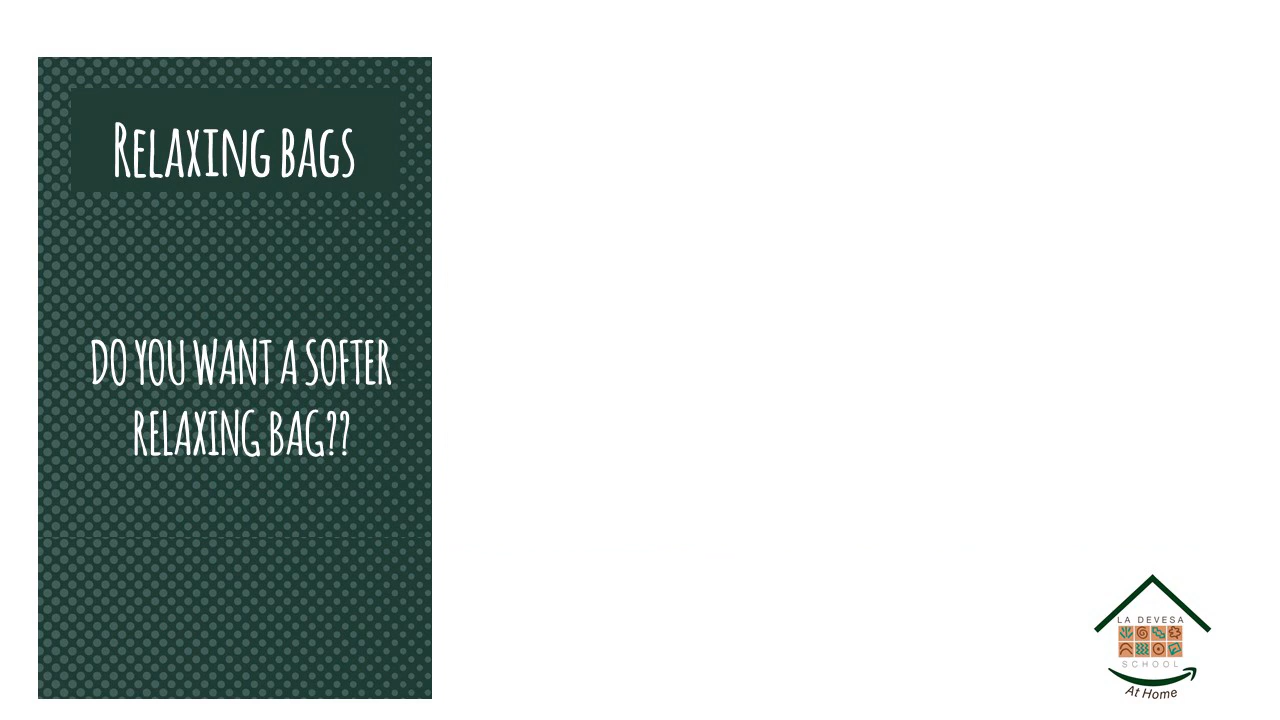 RELAXING BAGS
DO YOU WANT A SOFTER
RELAXING BAG??
LA DEVESA
SCHOOL
At Home